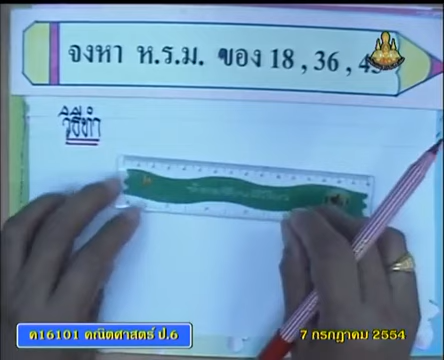 จงหา ห.ร.ม. ของ 18 , 36 , 45
วิธีทำ
ค16101 คณิตศาสตร์ ป.6
7 กรกฎาคม 2554